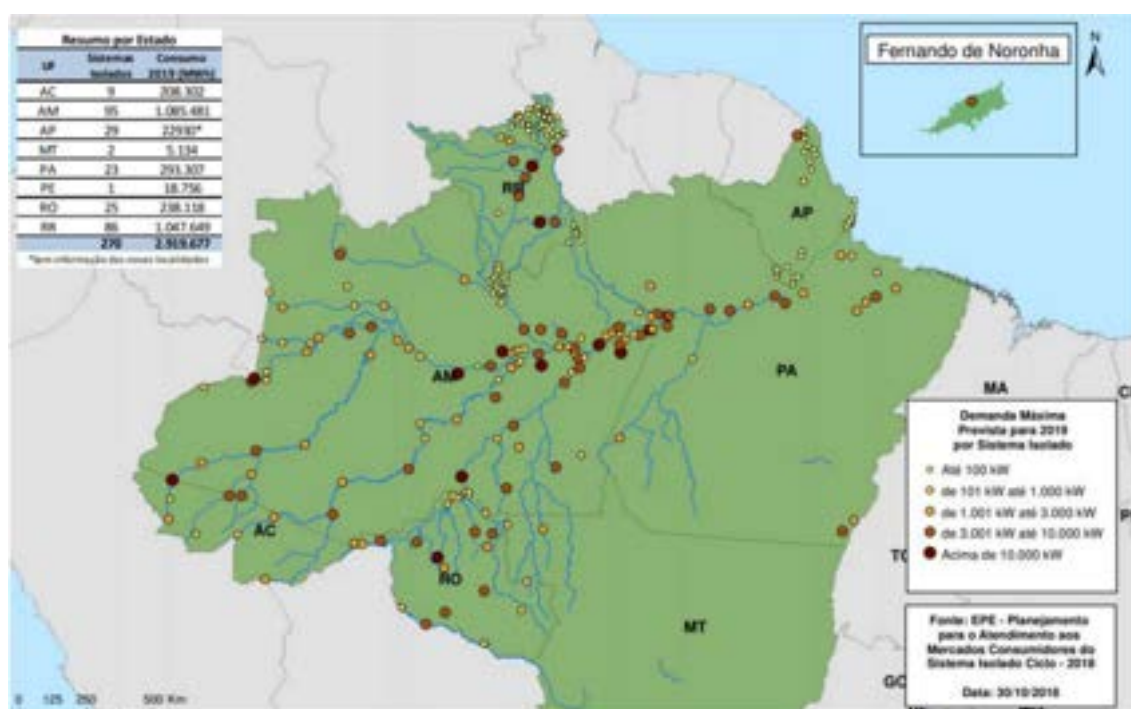 Resumo por Estado
UF Sistemas Isolados Consumo 2019 (MWh)
AC 9 208.302
AM 95 1.085.481
AP 29 22930*
MT 2 5.134
PA 23 293.307
PE 1 18.756
RO 25 238.118
RR 86 1.047.649
270 2.919.677
*Sem informação das novas localidades
Fernando de Noronha
N
RR
AP
AM
PA
MA
AC
RO
MT
Demanda Máxima
Prevista para 2019
por Sistema Isolado
Até 100 kW
de 101 kW até 1.000 kW
de 1.001 kW até 3.000 kW
de 3.001 kW até 10.000 kW
Acima de 10.000 kW
Fonte: EPE - Planejamento
para o Atendimento aos
Mercados Consumidores do
Sistema Isolado Ciclo - 2018
Data: 30/10/2018
0 125 250 500 Km